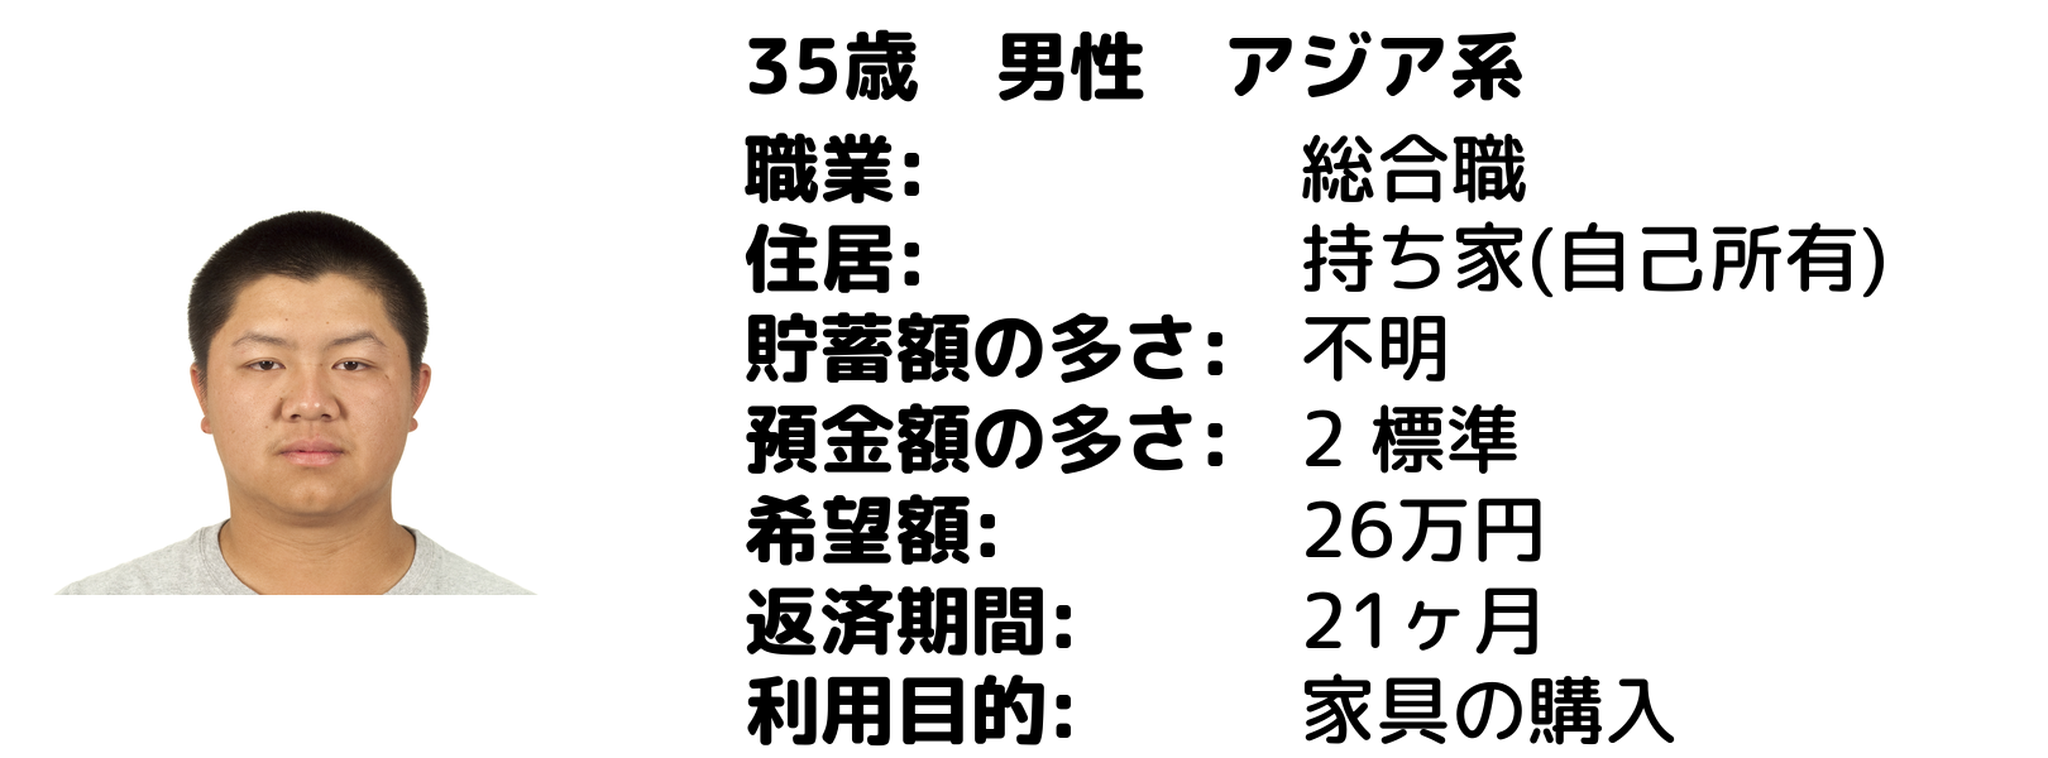 35歳　男性　アジア系
職業: 総合職
住居: 持ち家(自己所有)
貯蓄額の多さ: 不明
預金額の多さ: 2 標準
希望額: 26万円
返済期間: 21ヶ月
利用目的: 家具の購入